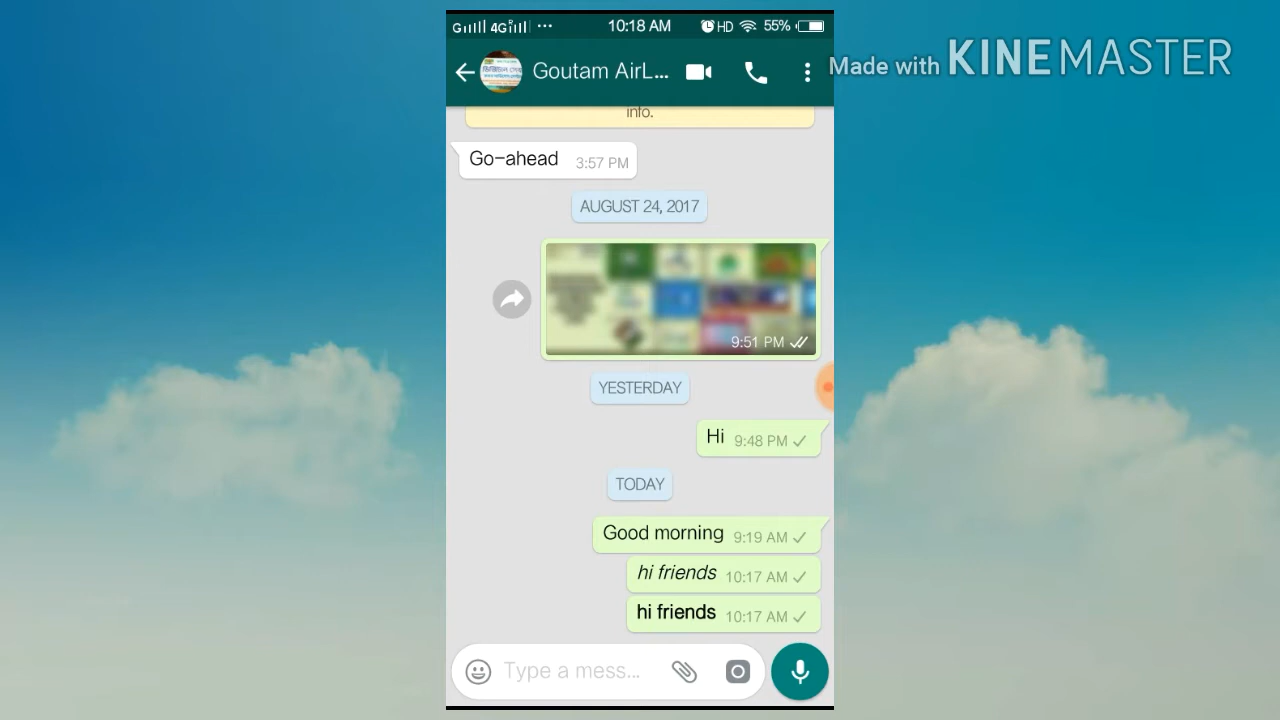 4G 10:18 AM HD 55%
Made with KINEMASTER
Goutam AirL...
info.
Go-ahead 3:57 PM
AUGUST 24, 2017
9:51 PM
YESTERDAY
Hi 9:48 PM
TODAY
Good morning 9:19 AM
hi friends 10:17 AM
hi friends 10:17 AM
Type a mess...